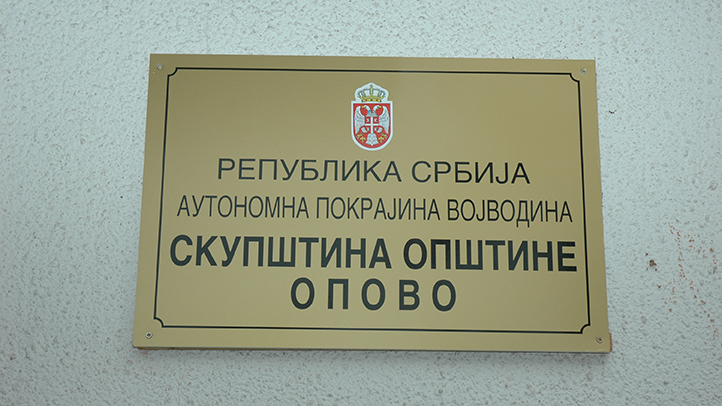 РЕПУБЛИКА СРБИЈА
АУТОНОМНА ПОКРАЈИНА ВОЈВОДИНА
СКУПШТИНА ОПШТИНЕ
ОПОВО